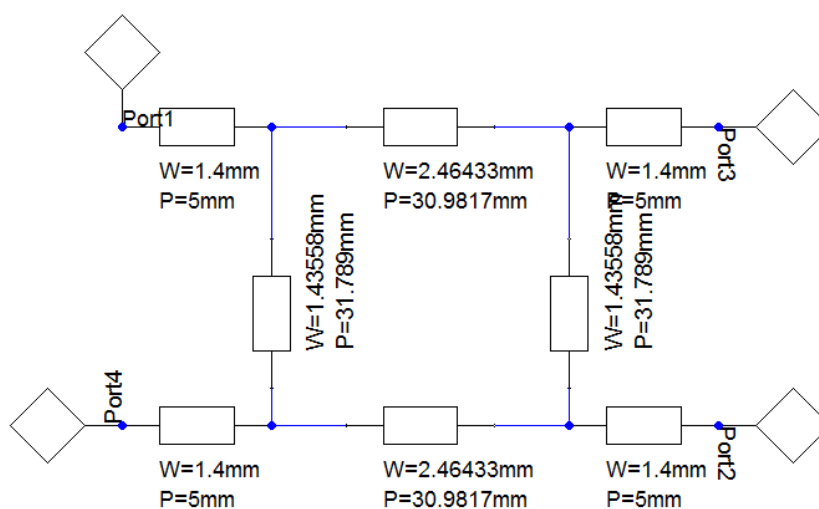 Port1
W=1.4mm
P=5mm
W=2.46433mm
P=30.9817mm
W=1.4mm
P=5mm
Port3
W=1.43558mm
P=31.789mm
W=1.43558mm
P=31.789mm
Port4
W=1.4mm
P=5mm
W=2.46433mm
P=30.9817mm
W=1.4mm
P=5mm
Port2